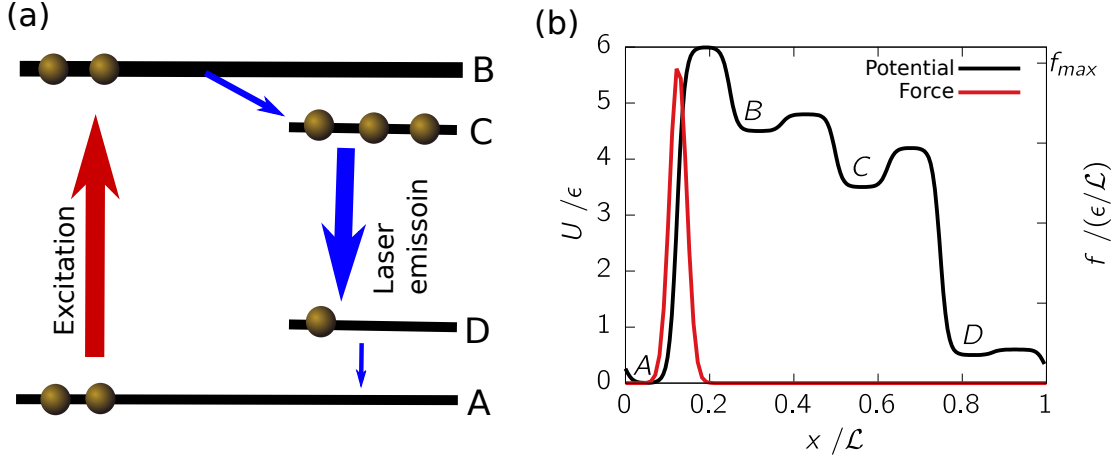 (a)
B
C
Excitation
Laser
emissoin
D
A
(b)
6
5
4
3
2
1
0
U /ϵ
Potential
Force
f_max
A
B
C
D
f /(ϵ/ℒ)
0 0.2 0.4 0.6 0.8 1
x /ℒ